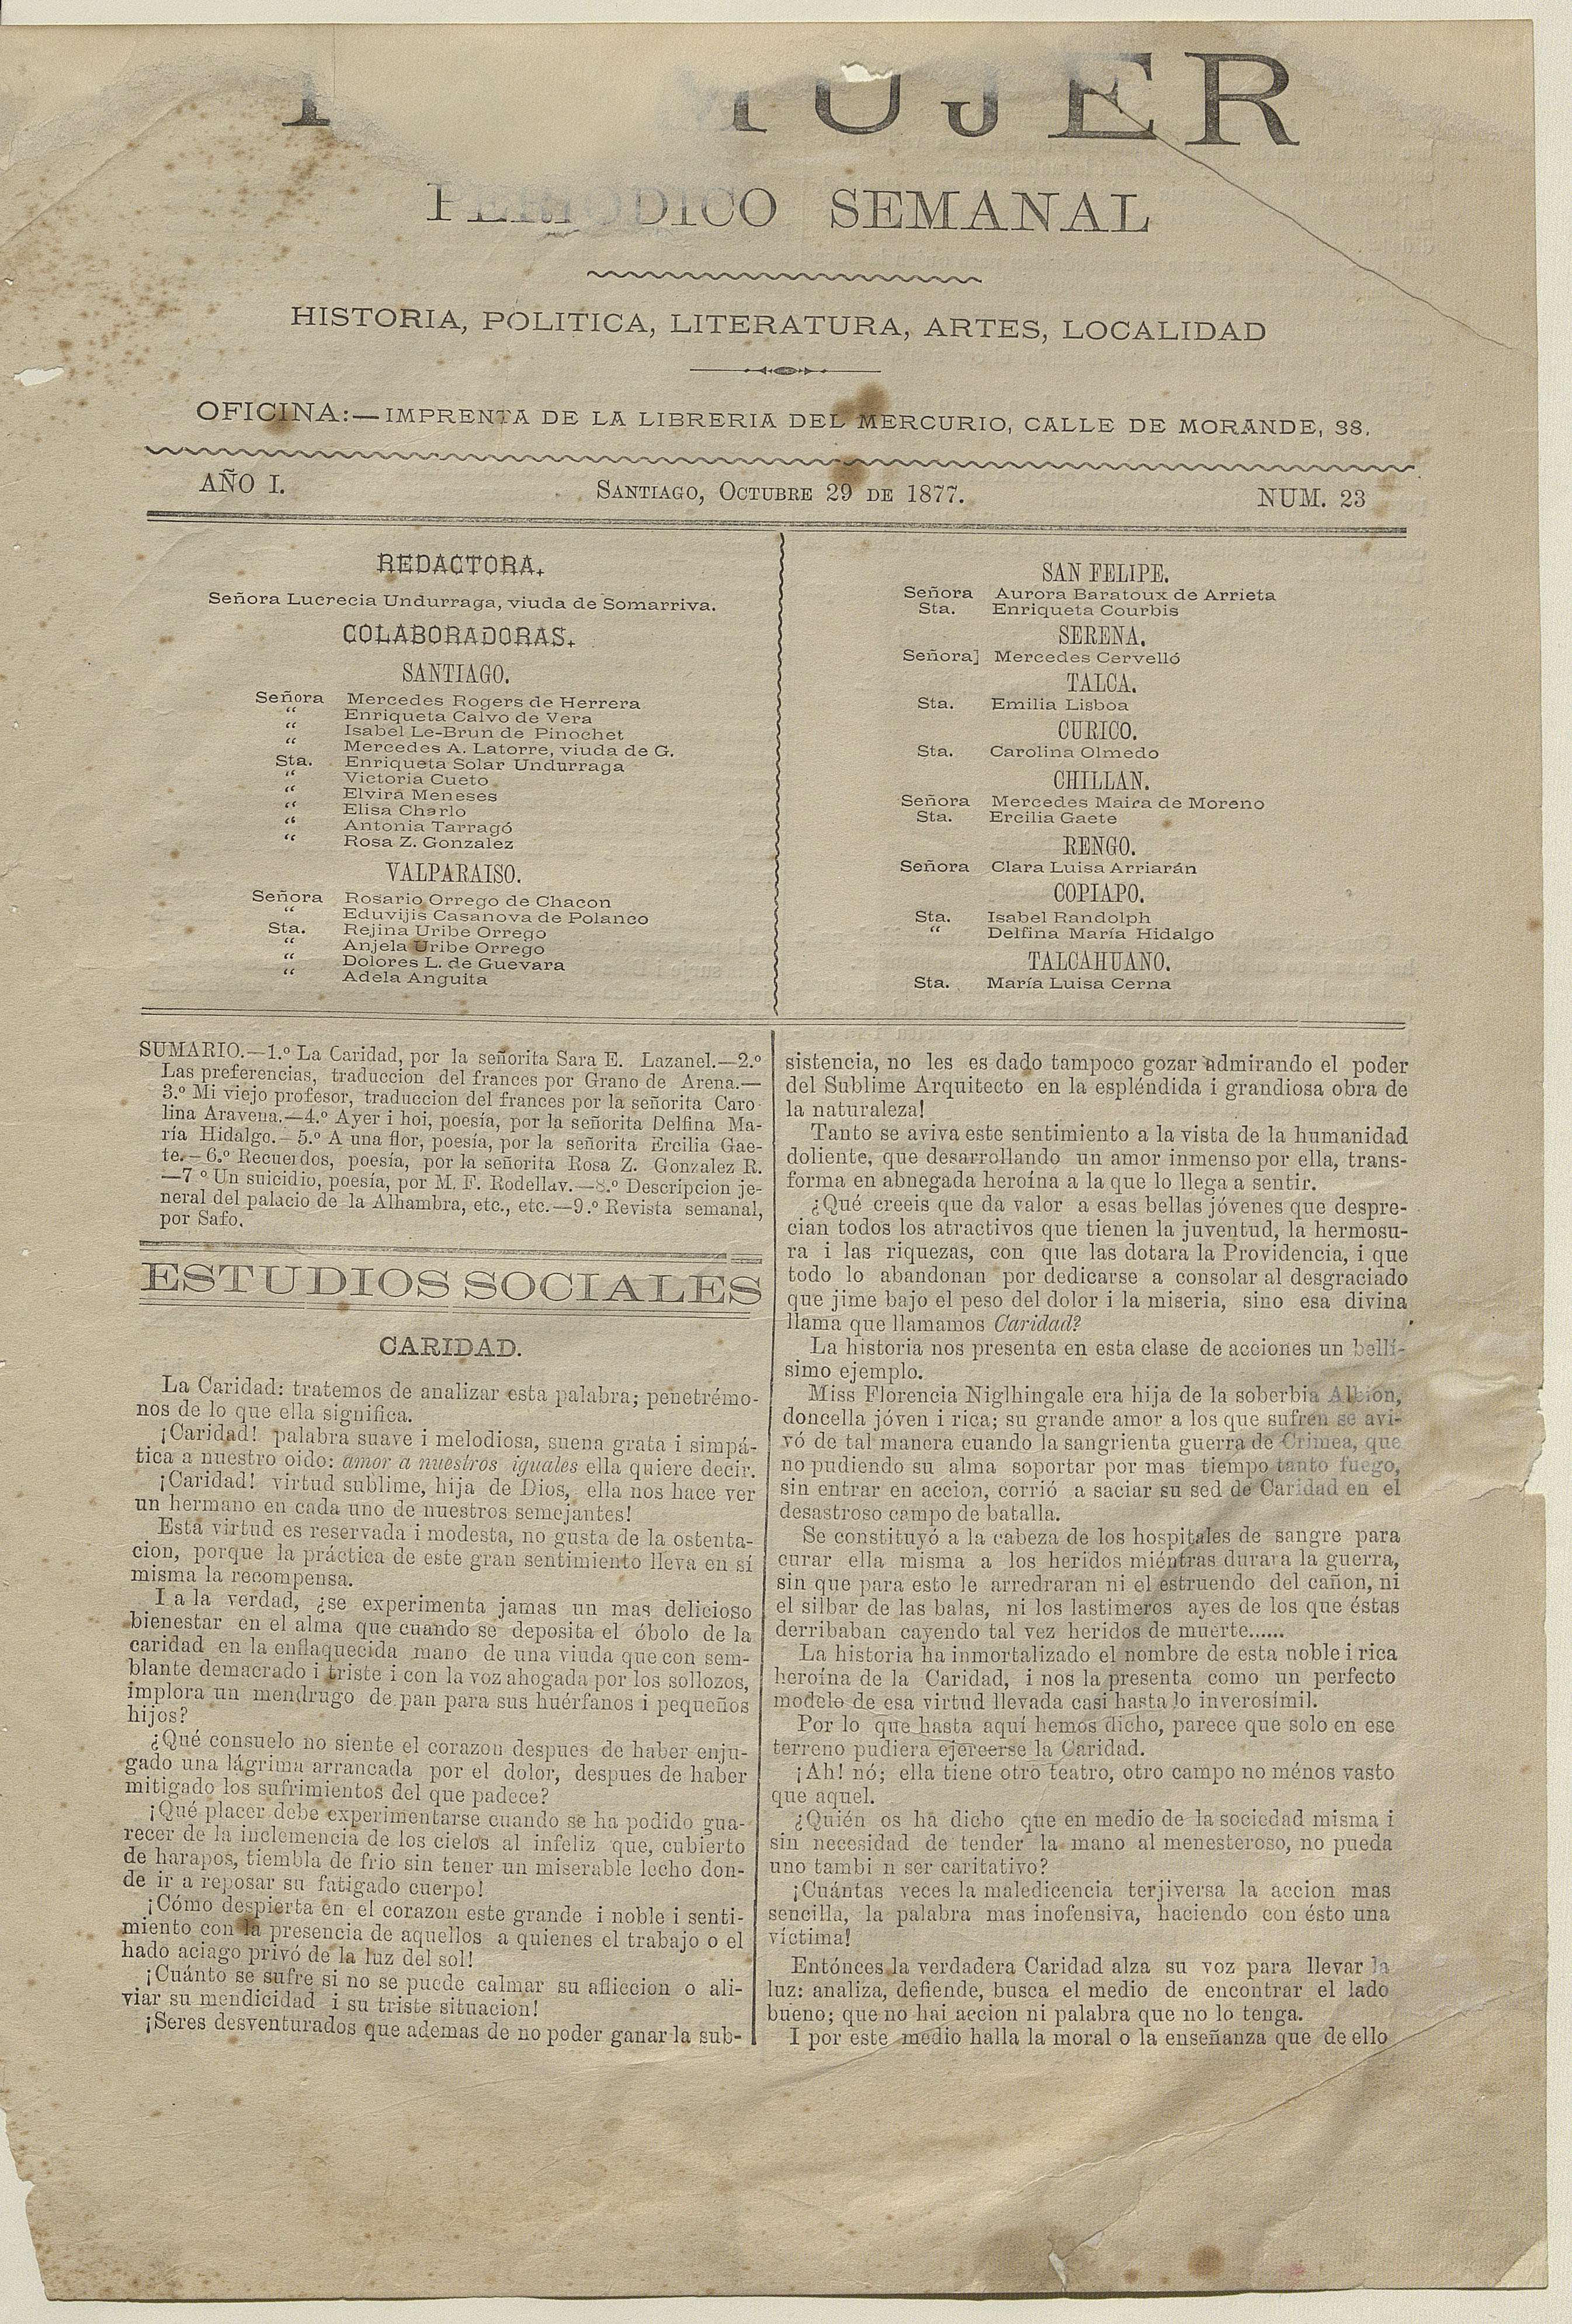 MUJER
PERIÓDICO SEMANAL
HISTORIA, POLITICA, LITERATURA, ARTES, LOCALIDAD
OFICINA:—IMPRENTA DE LA LIBRERIA DEL MERCURIO, CALLE DE MORANDE, 38.
AÑO I.
SANTIAGO, OCTUBRE 29 DE 1877.
NUM. 23
REDACTORA.
Señora Lucrecia Undurraga, viuda de Somarriva.
COLABORADORAS.
SANTIAGO.
Señora Mercedes Rogers de Herrera
“ Enriqueta Calvo de Vera
“ Isabel Le-Brun de Pinochet
“ Mercedes A. Latorre, viuda de G.
Sta. Enriqueta Solar Undurraga
“ Victoria Cueto
“ Elvira Meneses
“ Elisa Charlo
“ Antonia Tarragó
“ Rosa Z. Gonzalez
VALPARAISO.
Señora Rosario Orrego de Chacon
“ Eduvijis Casanova de Polanco
Sta. Rejina Uribe Orrego
“ Anjela Uribe Orrego
“ Dolores L. de Guevara
“ Adela Anguita
SAN FELIPE.
Señora Aurora Baratoux de Arrieta
Sta. Enriqueta Courbis
SERENA.
Señora] Mercedes Cervelló
TALCA.
Sta. Emilia Lisboa
CURICO.
Sta. Carolina Olmedo
CHILLAN.
Señora Mercedes Maira de Moreno
Sta. Ercilia Gaete
RENGO.
Señora Clara Luisa Arriarán
COPIAPO.
Sta. Isabel Randolph
“ Delfina María Hidalgo
TALCAHUANO.
Sta. María Luisa Cerna
SUMARIO.—1.º La Caridad, por la señorita Sara E. Lazanel.—2.º
Las preferencias, traduccion del frances por Grano de Arena.—
3.º Mi viejo profesor, traduccion del frances por la señorita Caro-
lina Aravena.—4.º Ayer i hoi, poesía, por la señorita Delfina Ma-
ría Hidalgo.—5.º A una flor, poesía, por la señorita Ercilia Gae-
te.—6.º Recuerdos, poesía, por la señorita Rosa Z. Gonzalez R.
—7 º Un suicidio, poesía, por M. F. Rodellav.—8.º Descripcion je-
neral del palacio de la Alhambra, etc., etc.—9.º Revista semanal,
por Safo.
ESTUDIOS SOCIALES
CARIDAD.
La Caridad: tratemos de analizar esta palabra; penetrémo-
nos de lo que ella significa.
¡Caridad! palabra suave i melodiosa, suena grata i simpá-
tica a nuestro oido: amor a nuestros iguales ella quiere decir.
¡Caridad! virtud sublime, hija de Dios, ella nos hace ver
un hermano en cada uno de nuestros semejantes!
Esta virtud es reservada i modesta, no gusta de la ostenta-
cion, porque la práctica de este gran sentimiento lleva en sí
misma la recompensa.
I a la verdad, ¿se experimenta jamas un mas delicioso
bienestar en el alma que cuando se deposita el óbolo de la
caridad en la enflaquecida mano de una viuda que con sem-
blante demacrado i triste i con la voz ahogada por los sollozos,
implora un mendrugo de pan para sus huérfanos i pequeños
hijos?
¿Qué consuelo no siente el corazon despues de haber enju-
gado una lágrima arrancada por el dolor, despues de haber
mitigado los sufrimientos del que padece?
¡Qué placer debe experimentarse cuando se ha podido gua-
recer de la inclemencia de los cielos al infeliz que, cubierto
de harapos, tiembla de frio sin tener un miserable lecho don-
de ir a reposar su fatigado cuerpo!
¡Cómo despierta en el corazon este grande i noble i senti-
miento con la presencia de aquellos a quienes el trabajo o el
hado aciago privó de la luz del sol!
¡Cuánto se sufre si no se puede calmar su afliccion o ali-
viar su mendicidad i su triste situacion!
¡Seres desventurados que ademas de no poder ganar la sub-
sistencia, no les es dado tampoco gozar admirando el poder
del Sublime Arquitecto en la espléndida i grandiosa obra de
la naturaleza!
Tanto se aviva este sentimiento a la vista de la humanidad
doliente, que desarrollando un amor inmenso por ella, trans-
forma en abnegada heroína a la que lo llega a sentir.
¿Qué creeis que da valor a esas bellas jóvenes que despre-
cian todos los atractivos que tienen la juventud, la hermosu-
ra i las riquezas, con que las dotara la Providencia, i que
todo lo abandonan por dedicarse a consolar al desgraciado
que jime bajo el peso del dolor i la miseria, sino esa divina
llama que llamamos Caridad?
La historia nos presenta en esta clase de acciones un bellí-
simo ejemplo.
Miss Florencia Niglhingale era hija de la soberbia Albion,
doncella jóven i rica; su grande amor a los que sufren se avi-
vó de tal manera cuando la sangrienta guerra de Crimea, que
no pudiendo su alma soportar por mas tiempo tanto fuego,
sin entrar en accion, corrió a saciar su sed de Caridad en el
desastroso campo de batalla.
Se constituyó a la cabeza de los hospitales de sangre para
curar ella misma a los heridos miéntras durara la guerra,
sin que para esto le arredraran ni el estruendo del cañon, ni
el silbar de las balas, ni los lastimeros ayes de los que éstas
derribaban cayendo tal vez heridos de muerte......
La historia ha inmortalizado el nombre de esta noble i rica
heroína de la Caridad, i nos la presenta como un perfecto
modelo de esa virtud llevada casi hasta lo inverosímil.
Por lo que hasta aquí hemos dicho, parece que solo en ese
terreno pudiera ejercerse la Caridad.
¡Ah! nó; ella tiene otro teatro, otro campo no ménos vasto
que aquel.
¿Quién os ha dicho que en medio de la sociedad misma i
sin necesidad de tender la mano al menesteroso, no pueda
uno tambi n ser caritativo?
¡Cuántas veces la maledicencia terjiversa la accion mas
sencilla, la palabra mas inofensiva, haciendo con ésto una
víctima!
Entónces la verdadera Caridad alza su voz para llevar la
luz: analiza, defiende, busca el medio de encontrar el lado
bueno; que no hai accion ni palabra que no lo tenga.
I por este medio halla la moral o la enseñanza que de ello